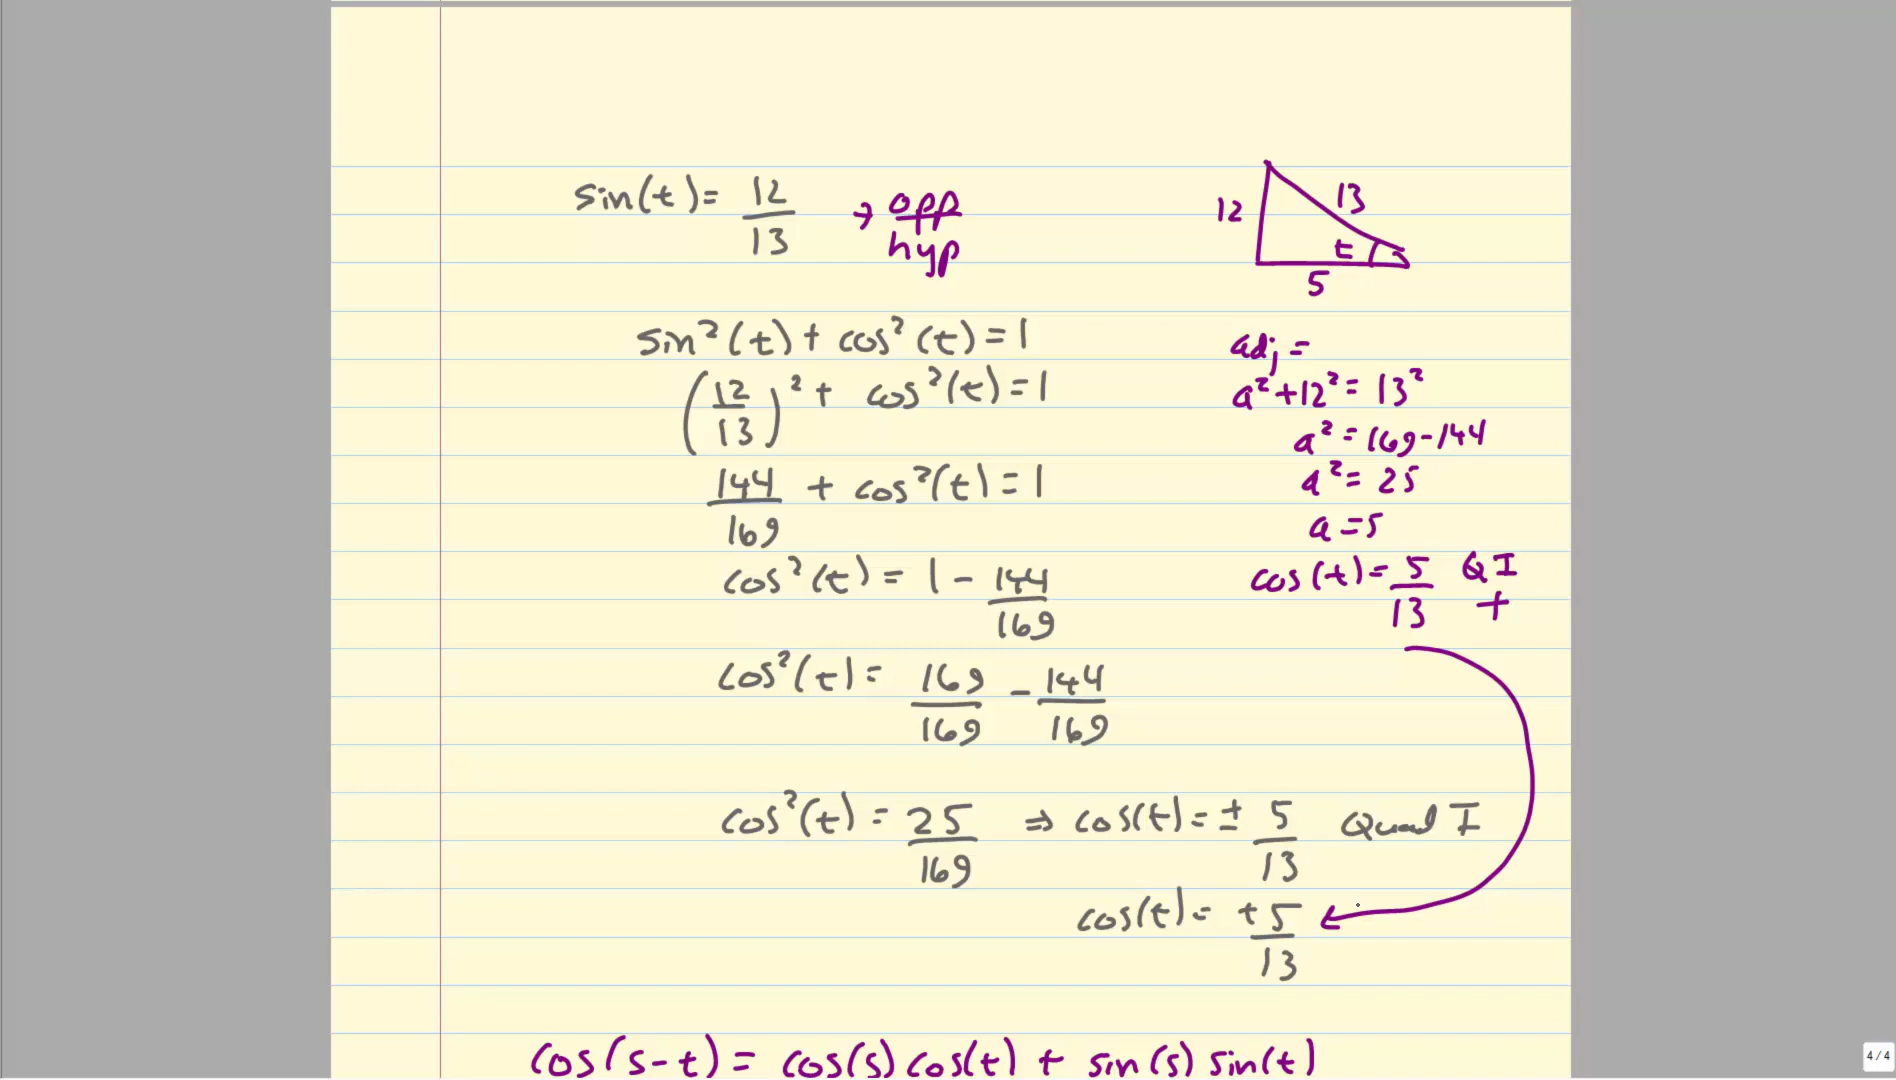 sin(t) = 12/13 → opp/hyp
12 13 t 5
sin²(t) + cos²(t) = 1
(12/13)² + cos²(t) = 1
144/169 + cos²(t) = 1
cos²(t) = 1 - 144/169
cos²(t) = 169/169 - 144/169
cos²(t) = 25/169 ⇒ cos(t) = ± 5/13 Quad I
cos(t) = +5/13
adj =
a² + 12² = 13²
a² = 169 - 144
a² = 25
a = 5
cos(t) = 5/13 QI +
cos(s-t) = cos(s) cos(t) + sin(s) sin(t)
4 / 4